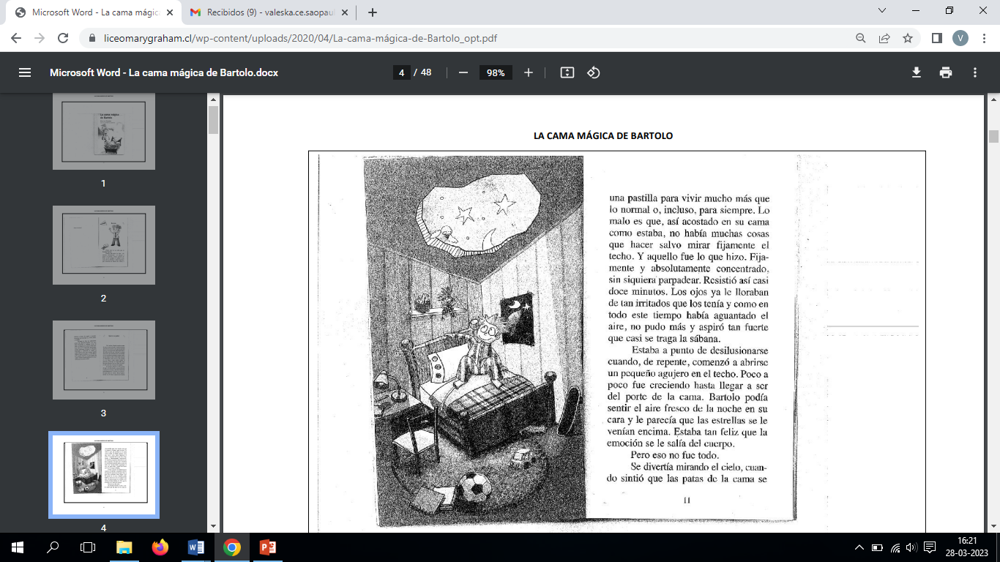 Microsoft Word - La cama mágic
Recibidos (9) - valeska.ce.saopaul
liceomarygraham.cl/wp-content/uploads/2020/04/La-cama-mágica-de-Bartolo_opt.pdf
V
Microsoft Word - La cama mágica de Bartolo.docx
4 / 48
98%
1
2
3
4
LA CAMA MÁGICA DE BARTOLO
una pastilla para vivir mucho más que
lo normal o, incluso, para siempre. Lo
malo es que, así acostado en su cama
como estaba, no había muchas cosas
que hacer salvo mirar fijamente el
techo. Y aquello fue lo que hizo. Fija-
mente y absolutamente concentrado,
sin siquiera parpadear. Resistió así casi
doce minutos. Los ojos ya le lloraban
de tan irritados que los tenía y como en
todo este tiempo había aguantado el
aire, no pudo más y aspiró tan fuerte
que casi se traga la sábana.
Estaba a punto de desilusionarse
cuando, de repente, comenzó a abrirse
un pequeño agujero en el techo. Poco a
poco fue creciendo hasta llegar a ser
del porte de la cama. Bartolo podía
sentir el aire fresco de la noche en su
cara y le parecía que las estrellas se le
venían encima. Estaba tan feliz que la
emoción se le salía del cuerpo.
Pero eso no fue todo.
Se divertía mirando el cielo, cuan-
do sintió que las patas de la cama se
11
16:21
28-03-2023